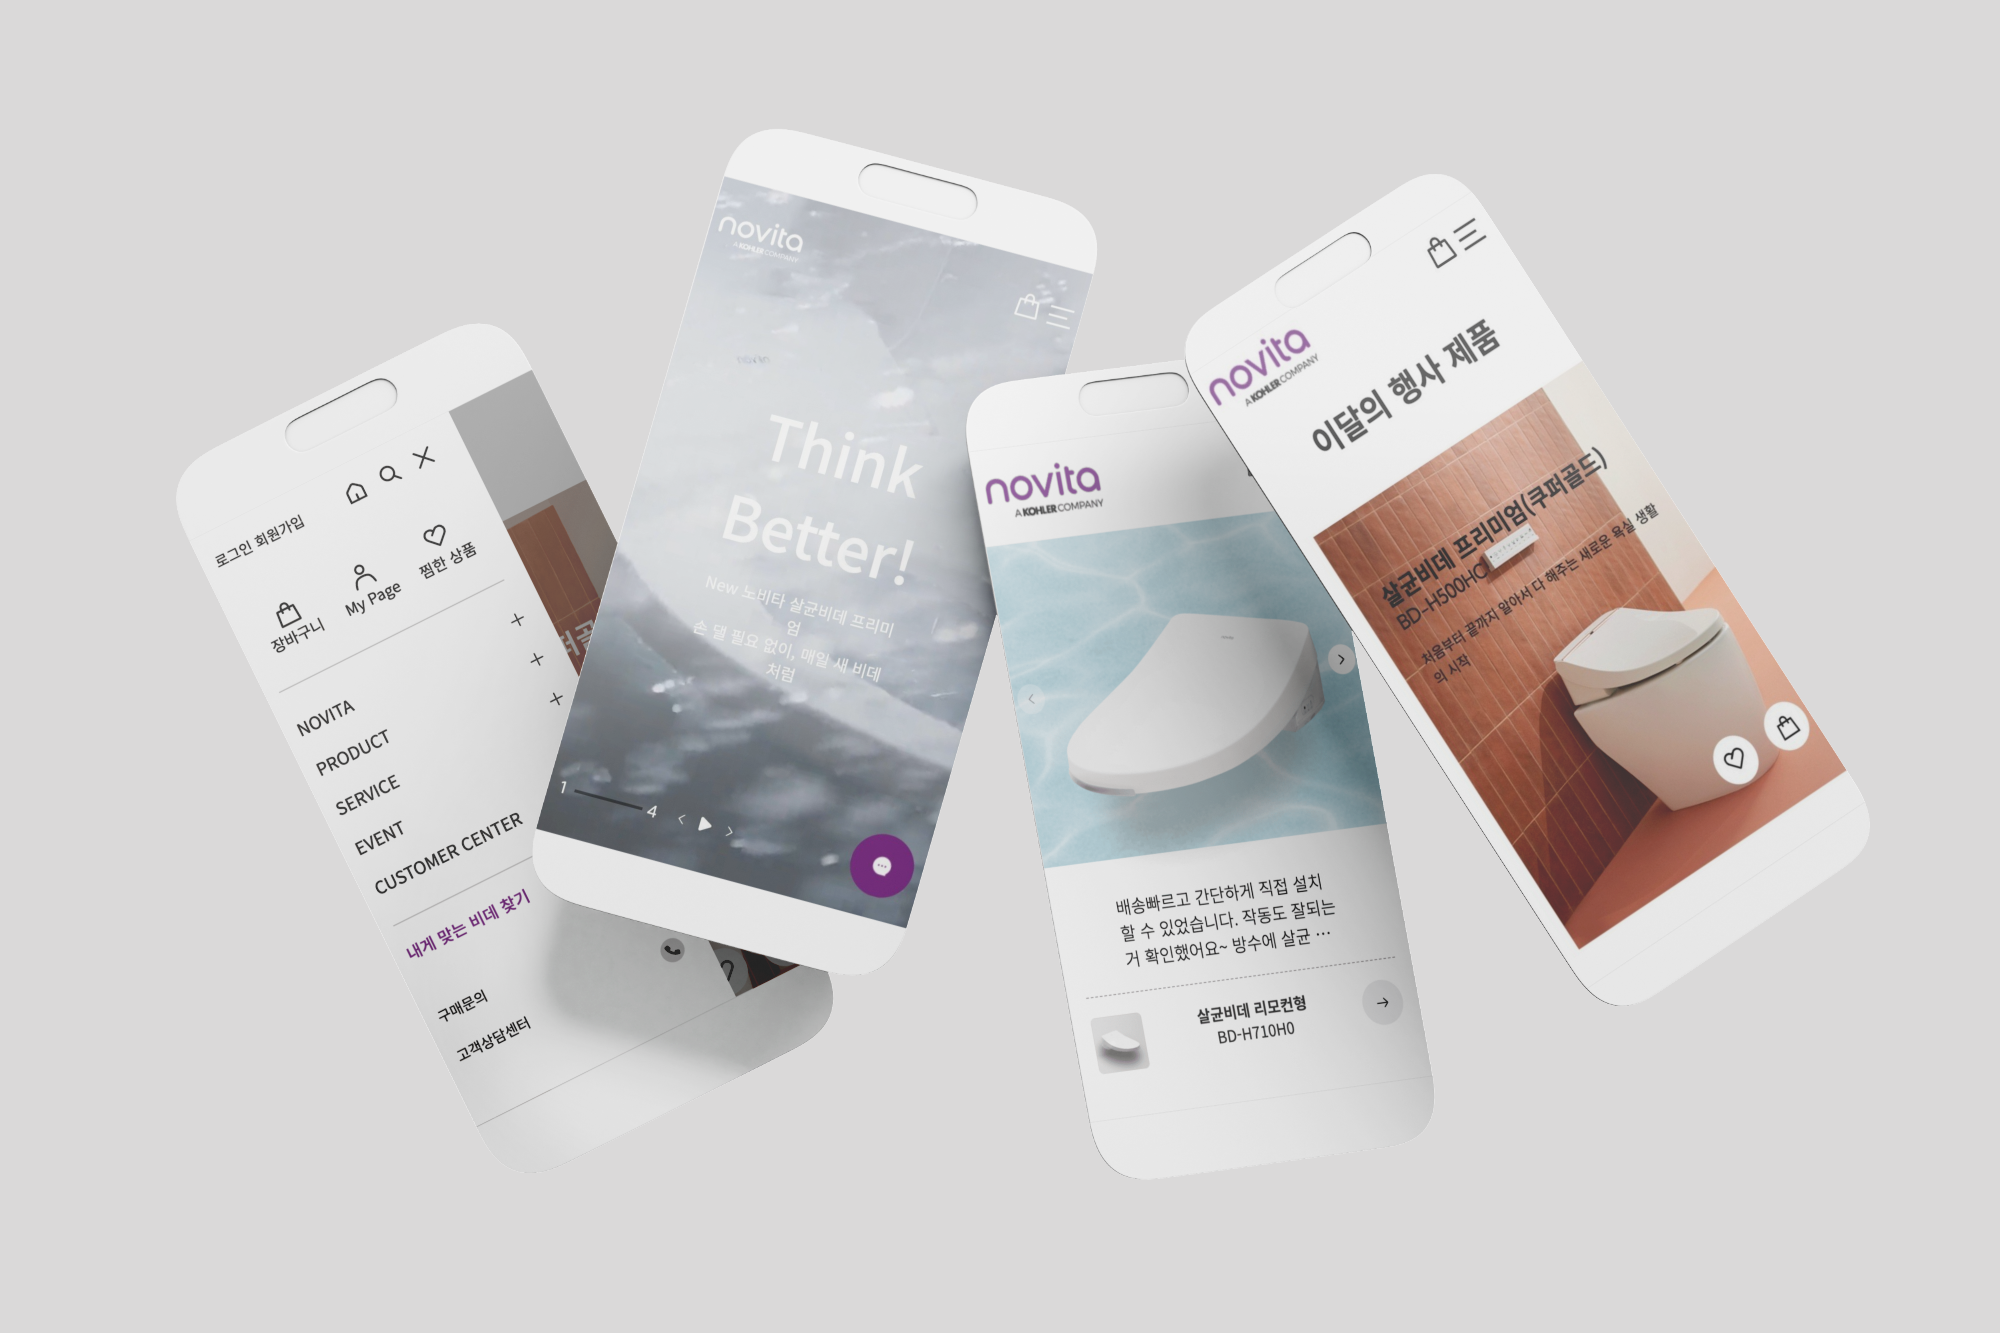 로그인 회원가입
장바구니
My Page
찜한 상품
NOVITA
PRODUCT
SERVICE
EVENT
CUSTOMER CENTER
내게 맞는 비데 찾기
구매문의
고객상담센터
novita
A KOHLER COMPANY
Think
Better!
New 노비타 살균비데 프리미
엄
손 댈 필요 없이, 매일 새 비데
처럼
1
4
novita
A KOHLER COMPANY
배송빠르고 간단하게 직접 설치
할 수 있었습니다. 작동도 잘되는
거 확인했어요~ 방수에 살균 ···
살균비데 리모컨형
BD-H710H0
novita
A KOHLER COMPANY
이달의 행사 제품
살균비데 프리미엄(쿠퍼골드)
BD-H500HO
처음부터 끝까지 알아서 다 해주는 새로운 욕실 생활
의 시작